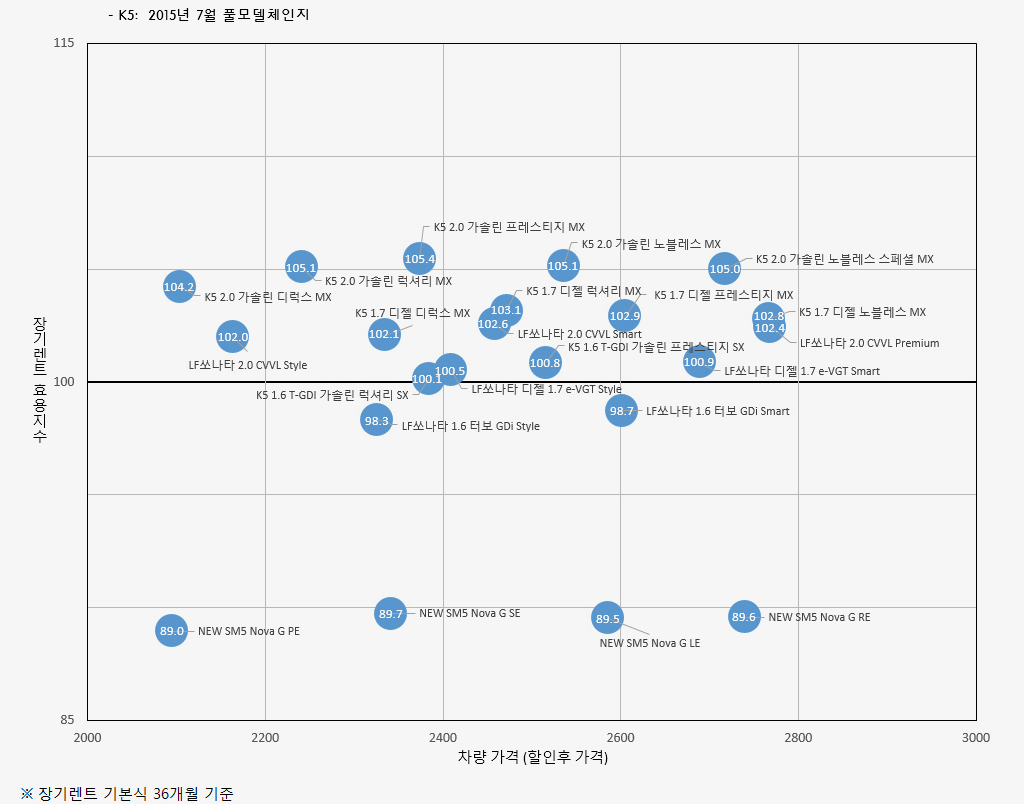 - K5: 2015년 7월 풀모델체인지
115
K5 2.0 가솔린 프레스티지 MX
105.4
K5 2.0 가솔린 노블레스 MX
105.1
K5 2.0 가솔린 노블레스 스페셜 MX
105.0
105.1
K5 2.0 가솔린 럭셔리 MX
104.2
K5 2.0 가솔린 디럭스 MX
K5 1.7 디젤 럭셔리 MX
103.1
K5 1.7 디젤 프레스티지 MX
102.9
K5 1.7 디젤 노블레스 MX
102.8
102.4
LF쏘나타 2.0 CVVL Premium
K5 1.7 디젤 디럭스 MX
102.1
102.6
LF쏘나타 2.0 CVVL Smart
102.0
LF쏘나타 2.0 CVVL Style
K5 1.6 T-GDI 가솔린 프레스티지 SX
100.8
100.9
LF쏘나타 디젤 1.7 e-VGT Smart
100.5
LF쏘나타 디젤 1.7 e-VGT Style
100.1
K5 1.6 T-GDI 가솔린 럭셔리 SX
100
장기렌트 효용지수
98.3
LF쏘나타 1.6 터보 GDi Style
98.7
LF쏘나타 1.6 터보 GDi Smart
89.0
NEW SM5 Nova G PE
89.7
NEW SM5 Nova G SE
89.5
NEW SM5 Nova G LE
89.6
NEW SM5 Nova G RE
85
2000 2200 2400 2600 2800 3000
차량 가격 (할인후 가격)
※ 장기렌트 기본식 36개월 기준